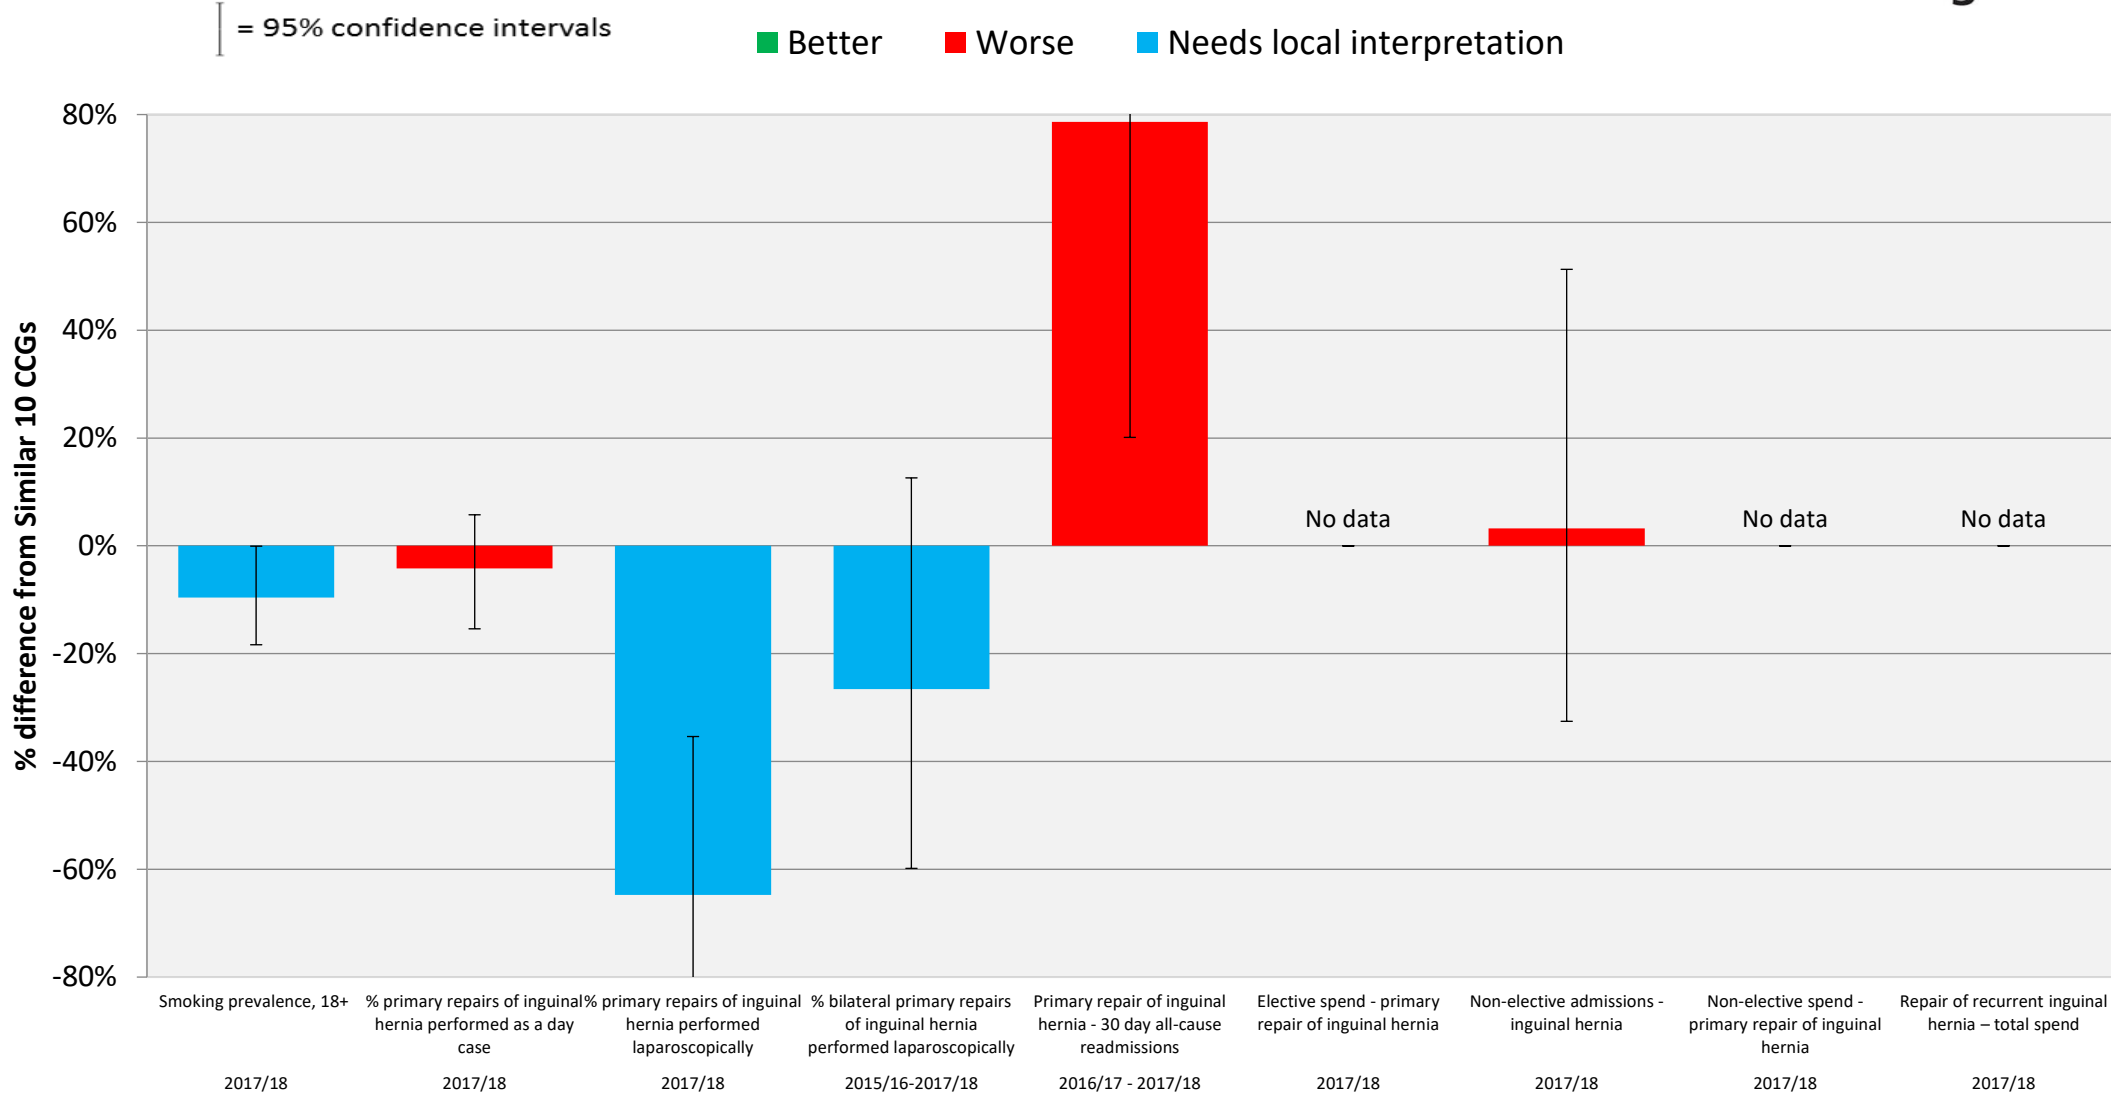 = 95% confidence intervals
Better
Worse
Needs local interpretation
% difference from Similar 10 CCGs
80%
60%
40%
20%
0%
-20%
-40%
-60%
-80%
No data
No data
No data
Smoking prevalence, 18+
2017/18
% primary repairs of inguinal
hernia performed as a day
case
2017/18
% primary repairs of inguinal
hernia performed
laparoscopically
2017/18
% bilateral primary repairs
of inguinal hernia
performed laparoscopically
2015/16-2017/18
Primary repair of inguinal
hernia - 30 day all-cause
readmissions
2016/17 - 2017/18
Elective spend - primary
repair of inguinal hernia
2017/18
Non-elective admissions -
inguinal hernia
2017/18
Non-elective spend -
primary repair of inguinal
hernia
2017/18
Repair of recurrent inguinal
hernia – total spend
2017/18